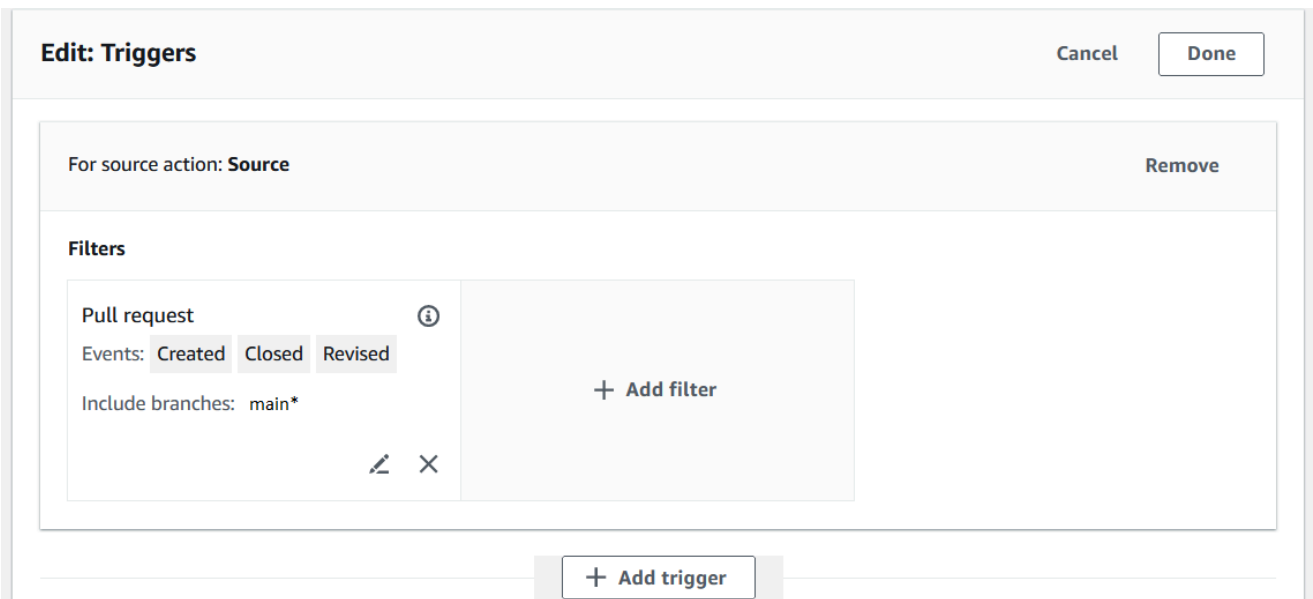 Edit: Triggers
Cancel
Done
For source action: Source
Remove
Filters
Pull request
Events: Created Closed Revised
Include branches: main*
+ Add filter
+ Add trigger